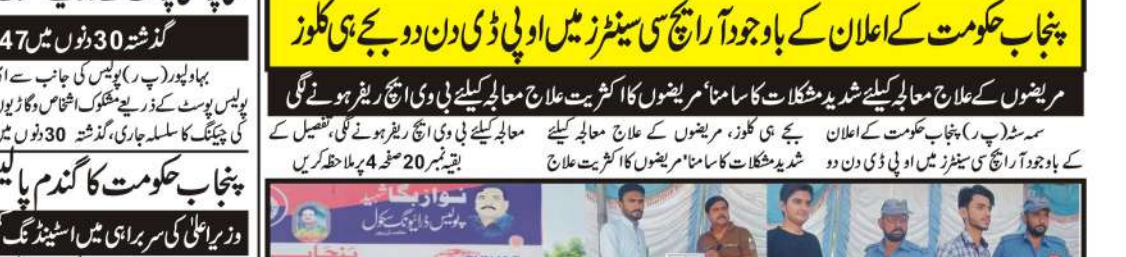 پنجاب حکومت کے اعلان کے باوجود آر ایچ سی سینٹرز میں او پی ڈی دن دو بجے ہی کلوز
مریضوں کے علاج معالجہ کیلئے شدید مشکلات کا سامنا‘ مریضوں کا اکثریت علاج معالجہ کیلئے بی وی ایچ ریفر ہونے لگی
سمہ سٹہ (پ ر) پنجاب حکومت کے اعلان
کے باوجود آر ایچ سی سینٹرز میں او پی ڈی دن دو
بجے ہی کلوز، مریضوں کے علاج معالجہ کیلئے
شدید مشکلات کا سامنا‘ مریضوں کا اکثریت علاج
معالجہ کیلئے بی وی ایچ ریفر ہونے لگی، تفصیل کے
بقیہ نمبر 20 صفحہ 4 پر ملاحظہ کریں
نواز بگا شہید
پولیس ڈرائیونگ سکول
پنجاب
گذشتہ 30 دنوں میں 47
بہاولپور (پ ر) پولیس کی جانب سے
پولیس پوسٹ کے ذریعے مشکوک اشخاص و گاڑیوں
کی چیکنگ کا سلسلہ جاری، گذشتہ 30 دنوں میں
پنجاب حکومت کا گندم
وزیراعلیٰ کی سربراہی میں اسٹینڈنگ